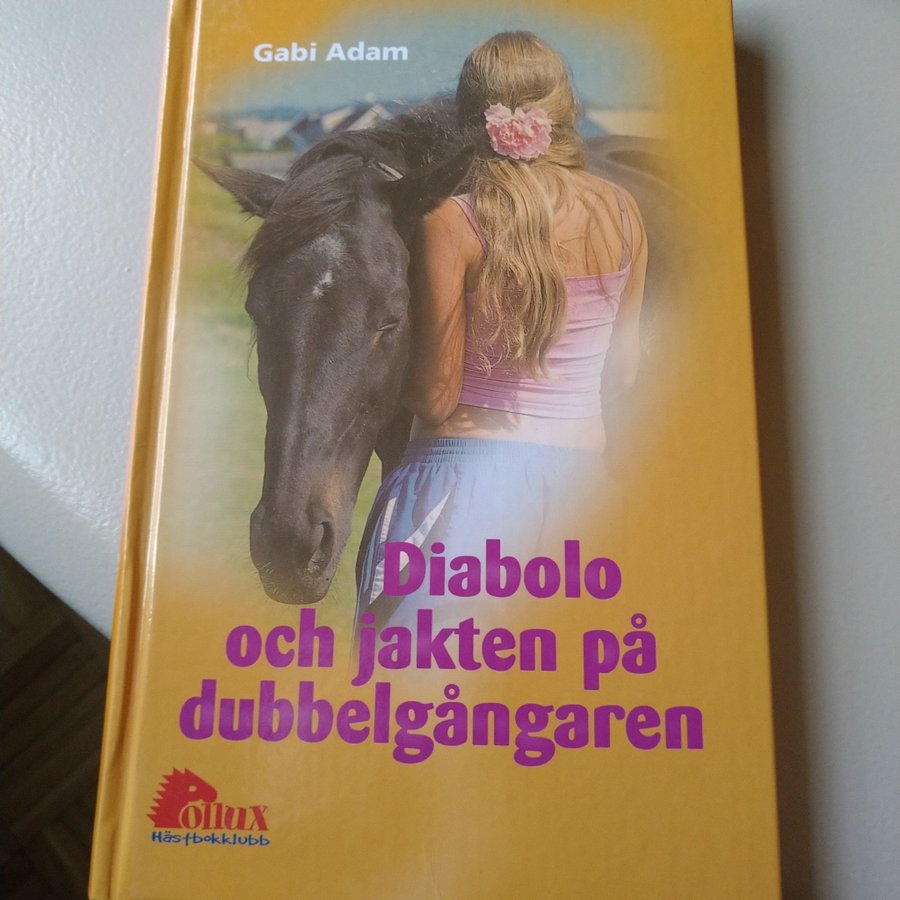 Gabi Adam
Diabolo
och jakten på
dubbelgångaren
Pollux
Hästbokklubb